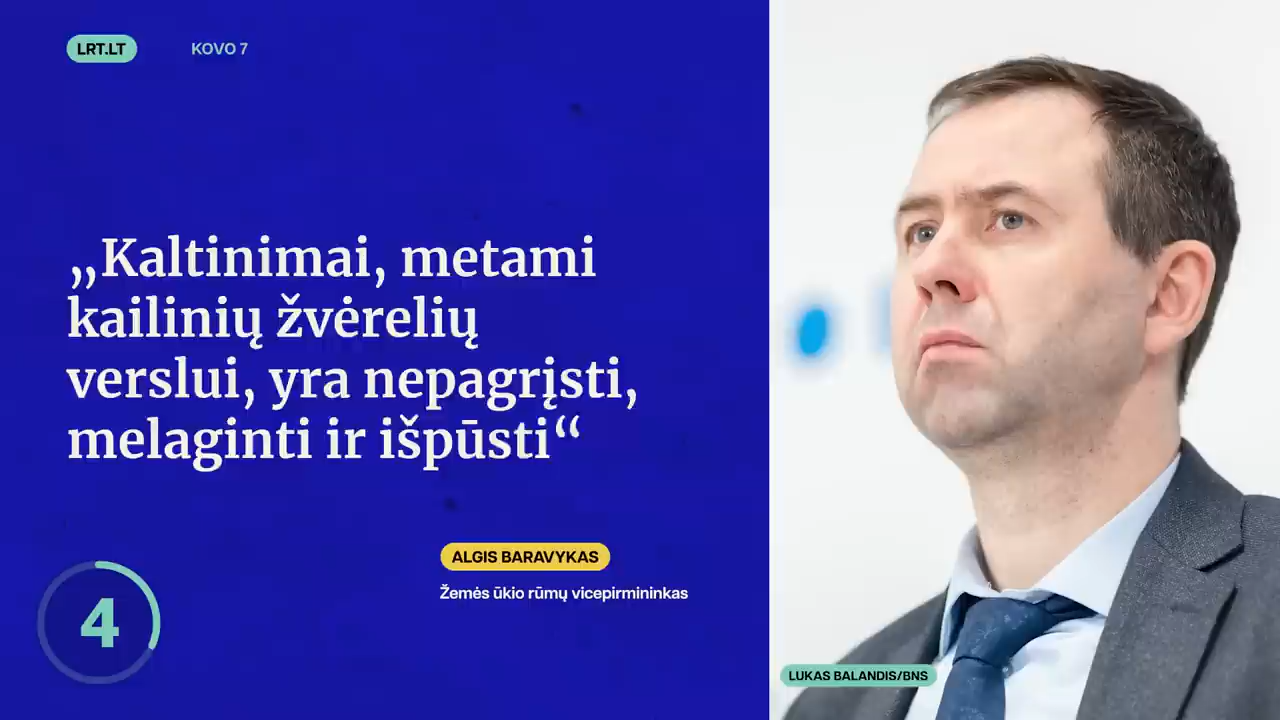 LRT.LT
KOVO 7
„Kaltinimai, metami
kailinių žvėrelių
verslui, yra nepagrįsti,
melaginti ir išpūsti“
ALGIS BARAVYKAS
Žemės ūkio rūmų vicepirmininkas
4
LUKAS BALANDIS/BNS